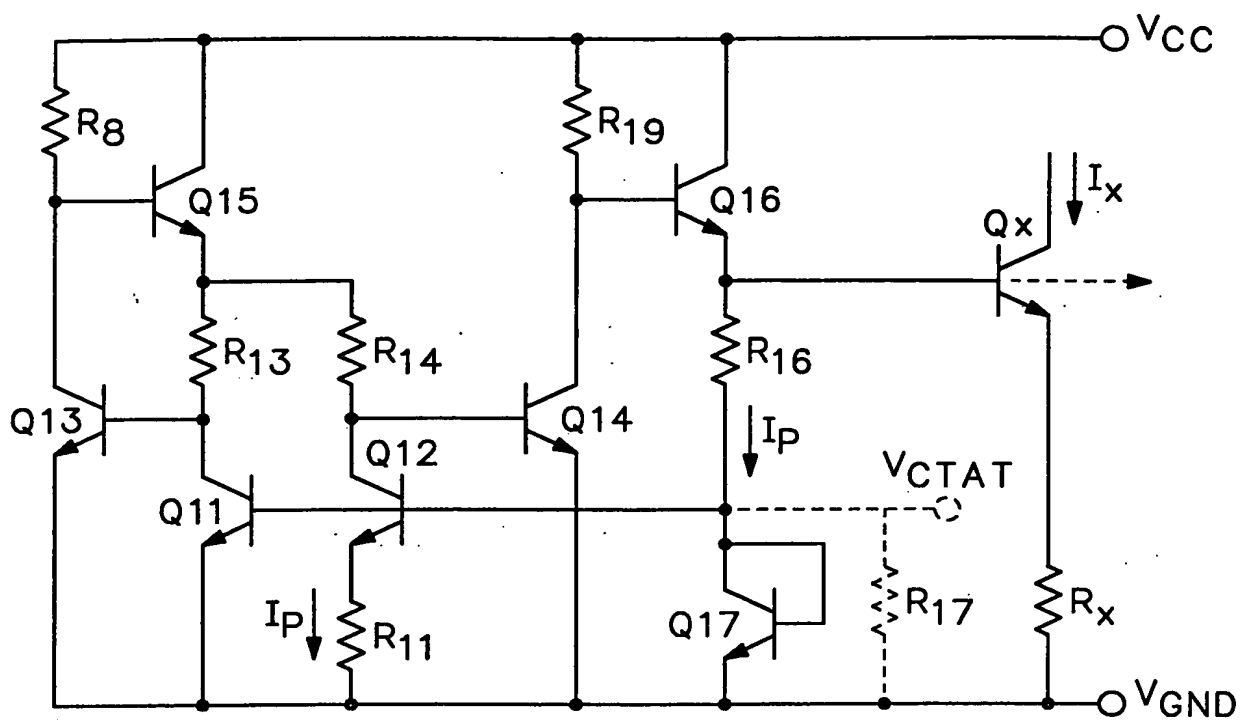 VCC
R8
R19
Q15
Q16
Ix
Qx
R13
R14
R16
Q13
Q12
Q14
IP
VCTAT
Q11
IP
R11
Q17
R17
Rx
VGND